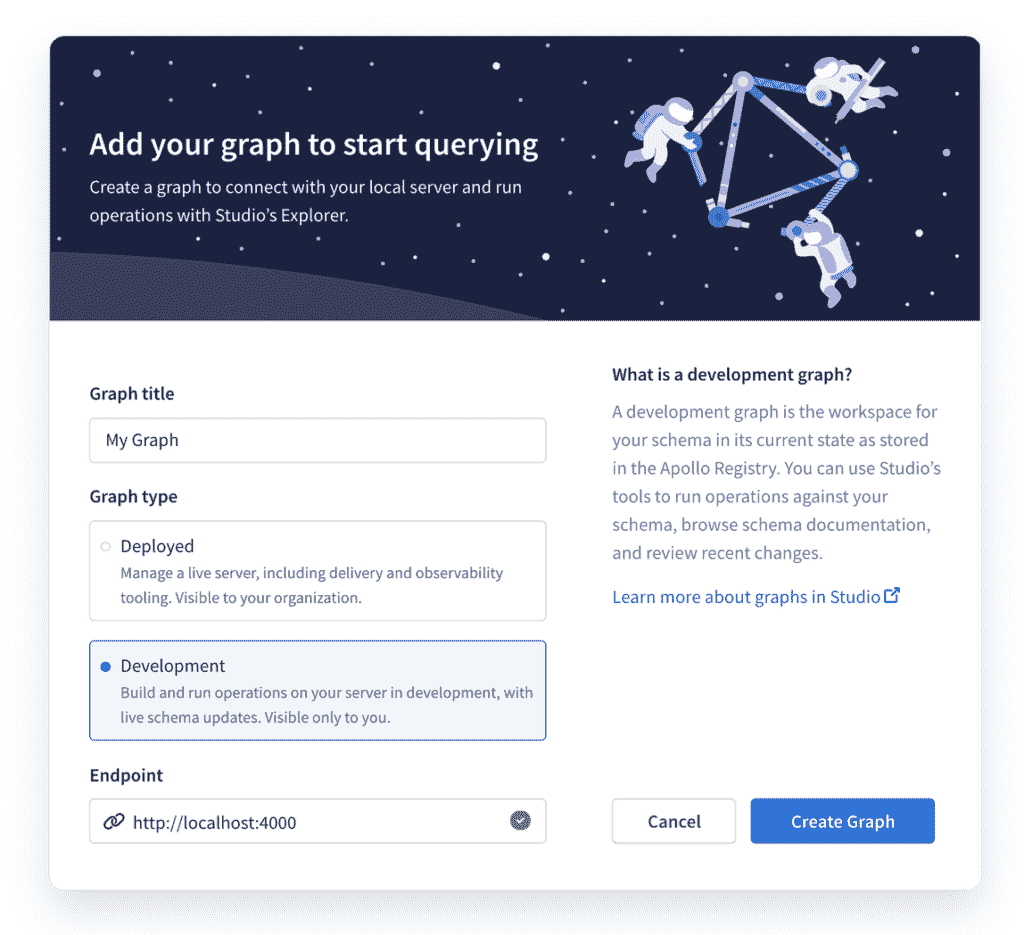 Add your graph to start querying
Create a graph to connect with your local server and run
operations with Studio's Explorer.
Graph title
My Graph
Graph type
Deployed
Manage a live server, including delivery and observability
tooling. Visible to your organization.
Development
Build and run operations on your server in development, with
live schema updates. Visible only to you.
Endpoint
http://localhost:4000
What is a development graph?
A development graph is the workspace for
your schema in its current state as stored
in the Apollo Registry. You can use Studio's
tools to run operations against your
schema, browse schema documentation,
and review recent changes.
Learn more about graphs in Studio
Cancel
Create Graph